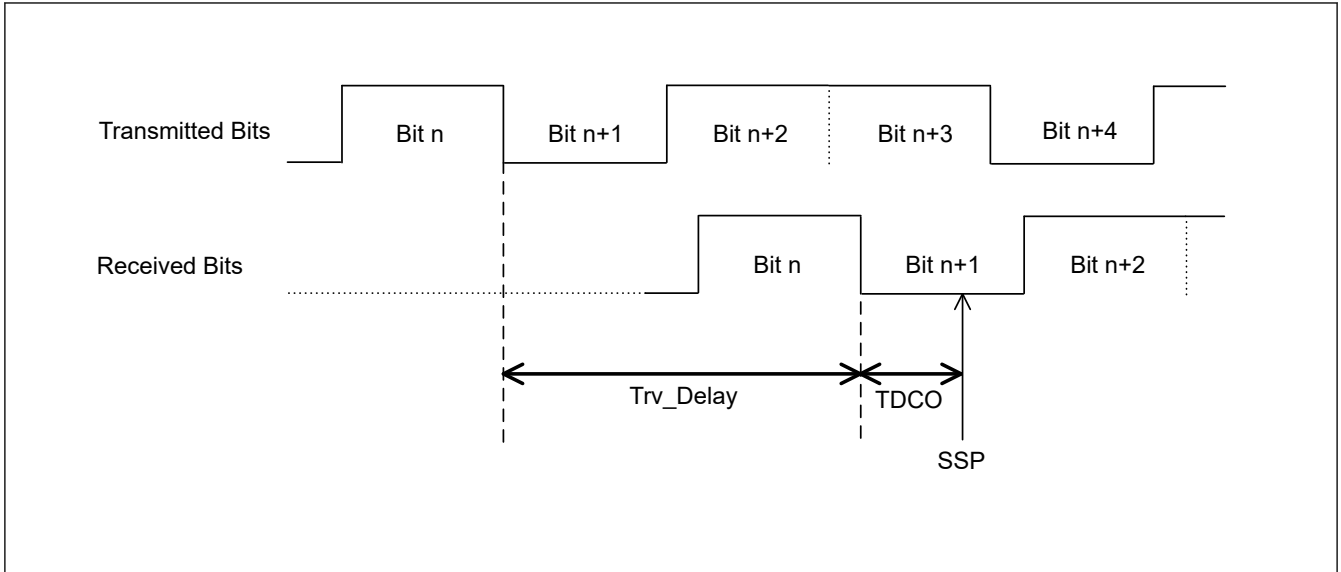 Transmitted Bits
Bit n
Bit n+1
Bit n+2
Bit n+3
Bit n+4
Received Bits
Bit n
Bit n+1
Bit n+2
Trv_Delay
TDCO
SSP